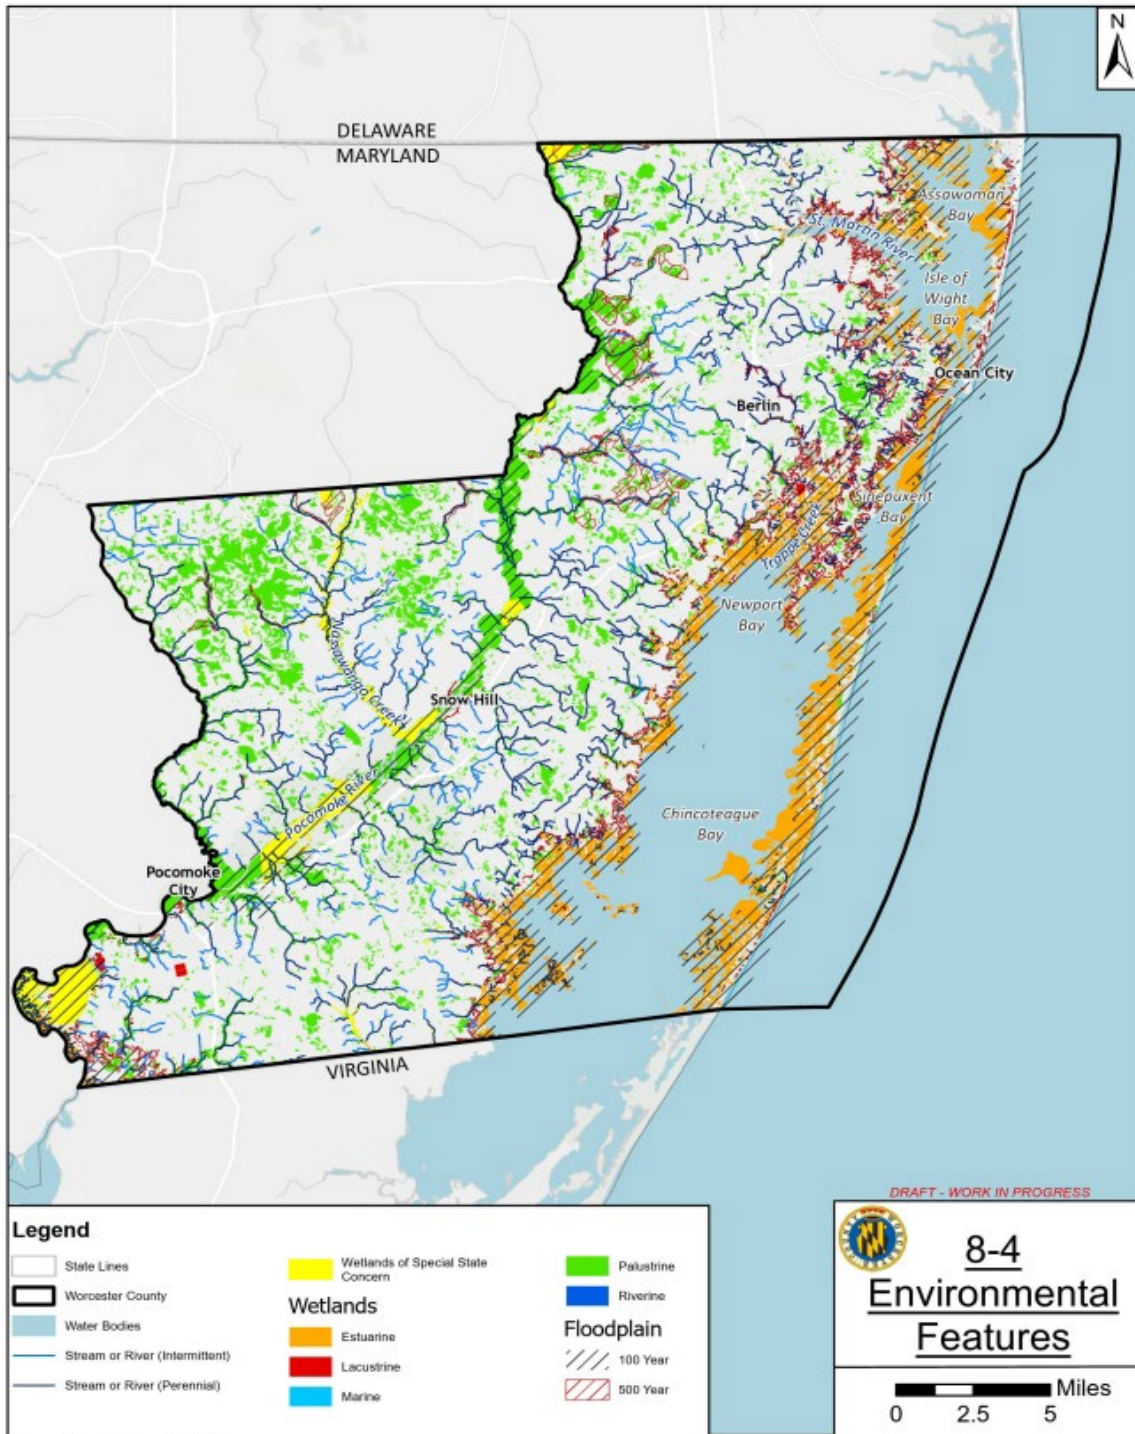 N
DELAWARE
MARYLAND
Assawoman
Bay
St. Martin River
Isle of
Wight
Bay
Ocean City
Berlin
Sinepuxent
Bay
Trappe Creek
Newport
Bay
Nassawango Creek
Snow Hill
Pocomoke River
Chincoteague
Bay
Pocomoke
City
VIRGINIA
DRAFT - WORK IN PROGRESS
Legend
State Lines
Worcester County
Water Bodies
Stream or River (Intermittent)
Stream or River (Perennial)
Wetlands of Special State
Concern
Wetlands
Estuarine
Lacustrine
Marine
Palustrine
Riverine
Floodplain
100 Year
500 Year
8-4
Environmental
Features
Miles
0 2.5 5